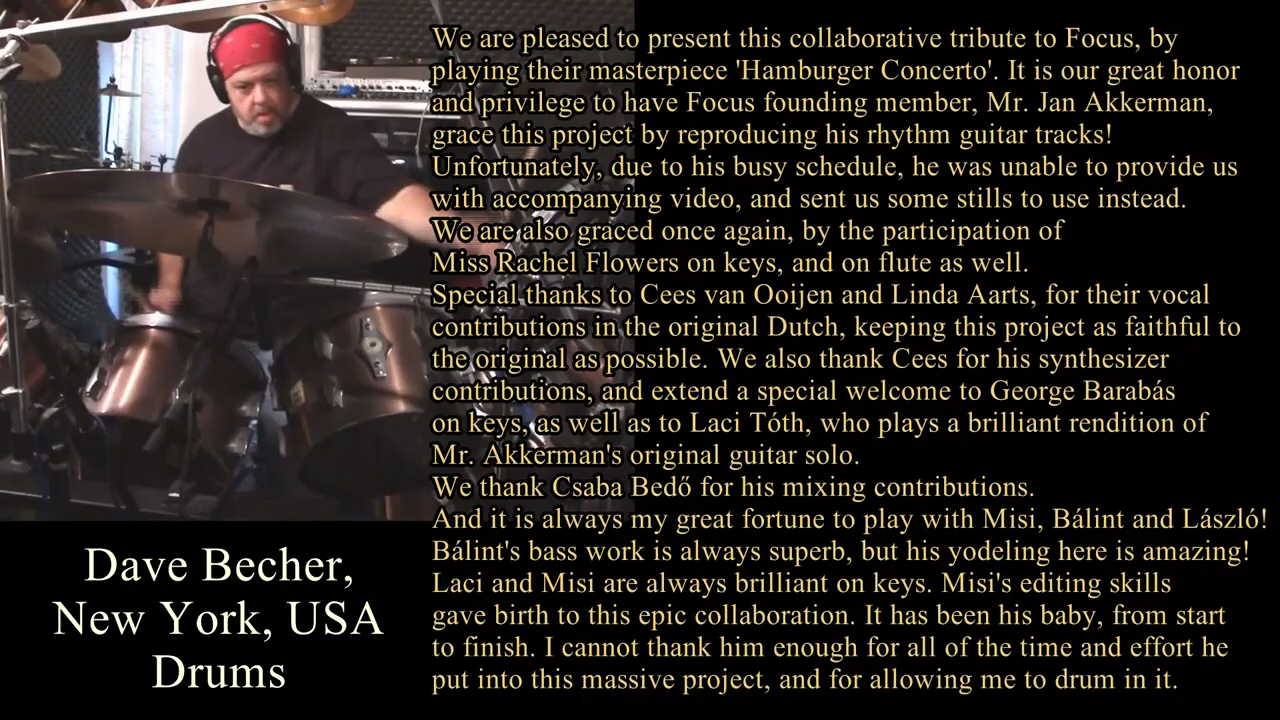 We are pleased to present this collaborative tribute to Focus, by
playing their masterpiece 'Hamburger Concerto'. It is our great honor
and privilege to have Focus founding member, Mr. Jan Akkerman,
grace this project by reproducing his rhythm guitar tracks!
Unfortunately, due to his busy schedule, he was unable to provide us
with accompanying video, and sent us some stills to use instead.
We are also graced once again, by the participation of
Miss Rachel Flowers on keys, and on flute as well.
Special thanks to Cees van Ooijen and Linda Aarts, for their vocal
contributions in the original Dutch, keeping this project as faithful to
the original as possible. We also thank Cees for his synthesizer
contributions, and extend a special welcome to George Barabás
on keys, as well as to Laci Tóth, who plays a brilliant rendition of
Mr. Akkerman's original guitar solo.
We thank Csaba Bedő for his mixing contributions.
And it is always my great fortune to play with Misi, Bálint and László!
Bálint's bass work is always superb, but his yodeling here is amazing!
Laci and Misi are always brilliant on keys. Misi's editing skills
gave birth to this epic collaboration. It has been his baby, from start
to finish. I cannot thank him enough for all of the time and effort he
put into this massive project, and for allowing me to drum in it.
Dave Becher,
New York, USA
Drums